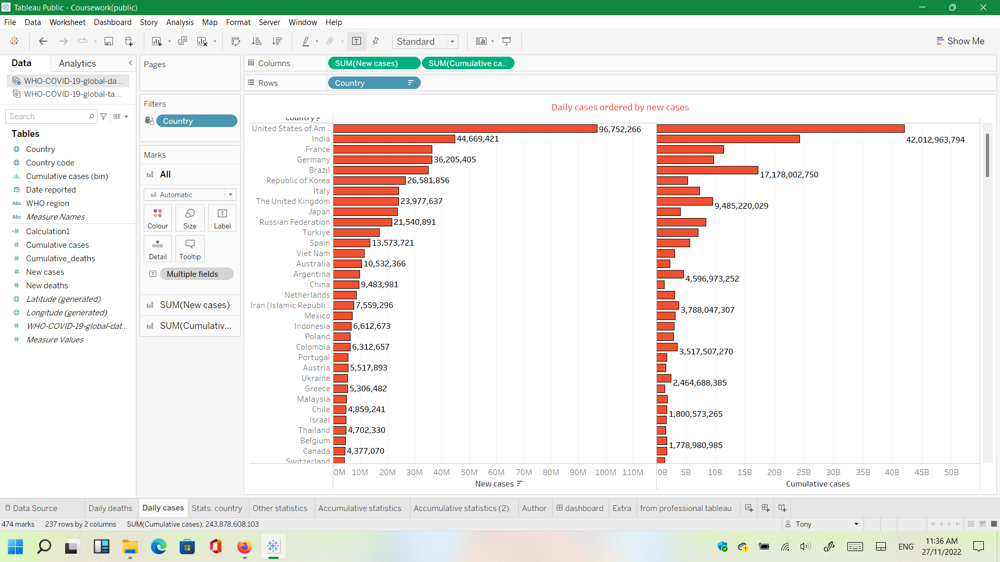 Tableau Public - Coursework(public)
File Data Worksheet Dashboard Story Analysis Map Format Server Window Help
Standard
Show Me
Data Analytics
WHO-COVID-19-global-da...
WHO-COVID-19-global-ta...
Search
Tables
Country
Country code
Cumulative cases (bin)
Date reported
Abc WHO region
Abc Measure Names
Calculation1
Cumulative cases
Cumulative_deaths
New cases
New deaths
Latitude (generated)
Longitude (generated)
WHO-COVID-19-global-dat...
Measure Values
Pages
Filters
Country
Marks
All
Automatic
Colour Size Label
Detail Tooltip
Multiple fields
SUM(New cases)
SUM(Cumulativ...
Columns SUM(New cases) SUM(Cumulative ca..
Rows Country
Daily cases ordered by new cases
Country
United States of Am.. 96,752,266
India 44,669,421 42,012,963,794
France
Germany 36,205,405
Brazil 17,178,002,750
Republic of Korea 26,581,856
Italy
The United Kingdom 23,977,637 9,485,220,029
Japan
Russian Federation 21,540,891
Türkiye
Spain 13,573,721
Viet Nam
Australia 10,532,366
Argentina 4,596,973,252
China 9,483,981
Netherlands
Iran (Islamic Republi.. 7,559,296 3,788,047,307
Mexico
Indonesia 6,612,673
Poland
Colombia 6,312,657 3,517,507,270
Portugal
Austria 5,517,893
Ukraine 2,464,688,385
Greece 5,306,482
Malaysia
Chile 4,859,241 1,800,573,265
Israel
Thailand 4,702,330
Belgium 1,778,980,985
Canada 4,377,070
Switzerland
0M 10M 20M 30M 40M 50M 60M 70M 80M 90M 100M 110M 0B 5B 10B 15B 20B 25B 30B 35B 40B 45B 50B
New cases Cumulative cases
Data Source Daily deaths Daily cases Stats. country Other statistics Accumulative statistics Accumulative statistics (2) Author dashboard Extra from professional tableau
474 marks 237 rows by 2 columns SUM(Cumulative cases): 243,878,608,103 Tony
ENG 11:36 AM
27/11/2022